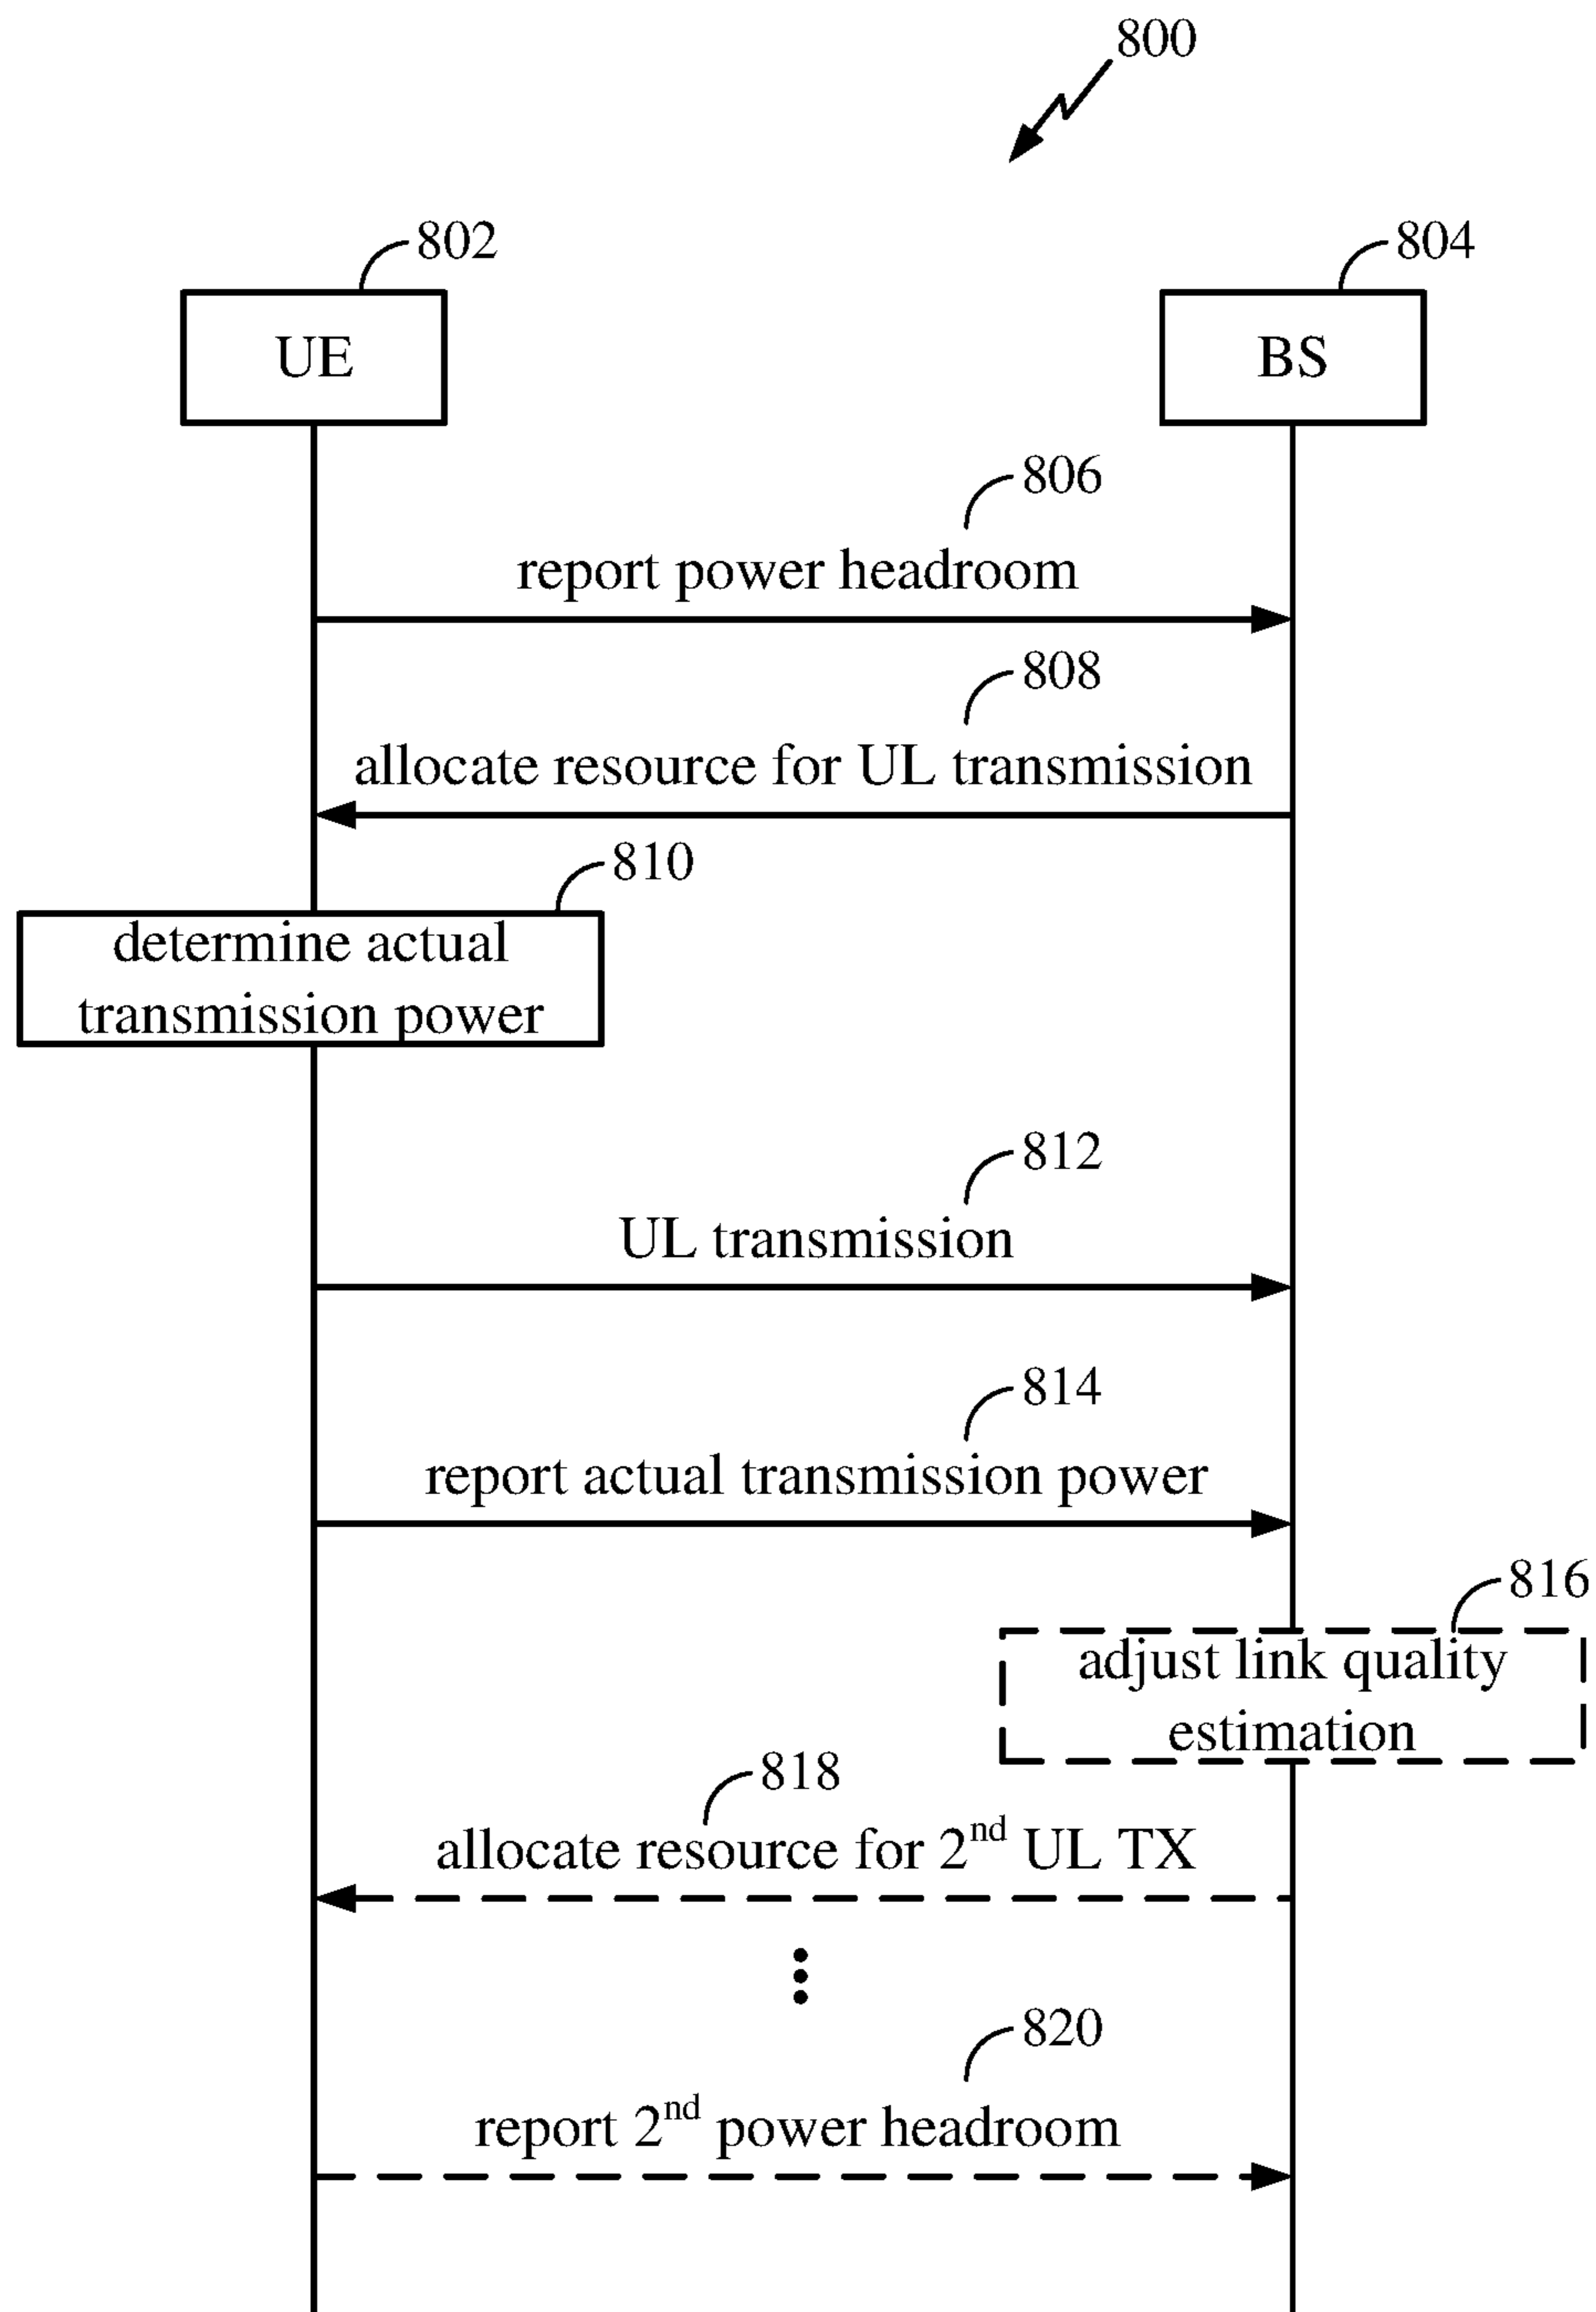 800
802
804
UE
BS
806
report power headroom
808
allocate resource for UL transmission
810
determine actual
transmission power
812
UL transmission
814
report actual transmission power
816
adjust link quality
estimation
818
allocate resource for 2nd UL TX
820
report 2nd power headroom